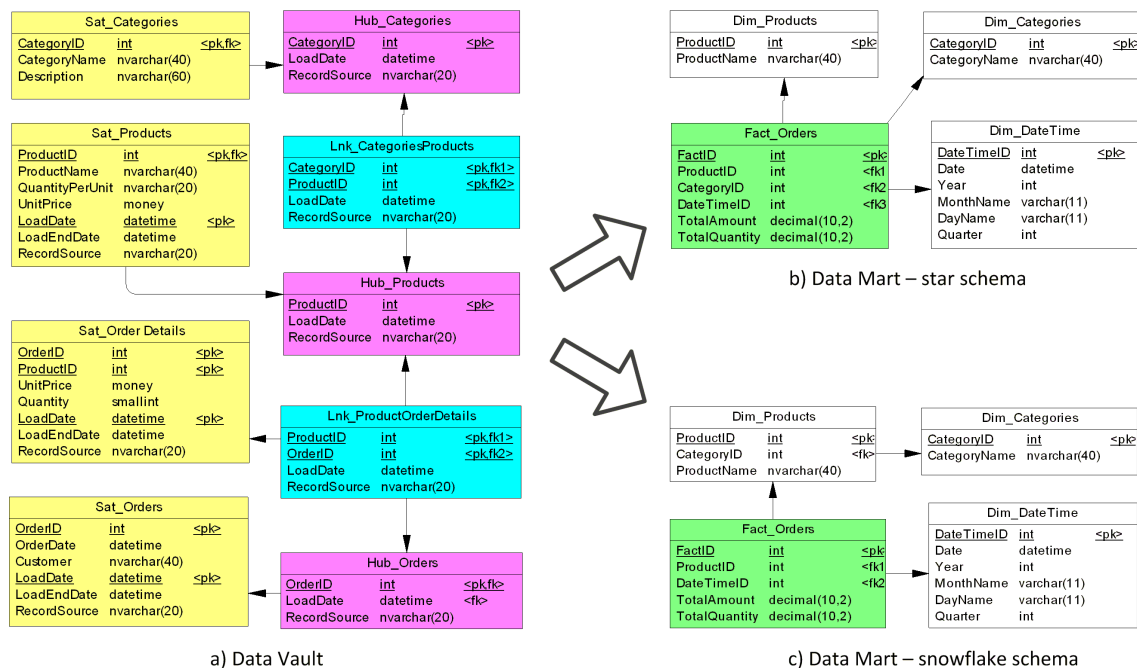 Sat_Categories
CategoryID int <pk,fk>
CategoryName nvarchar(40)
Description nvarchar(60)
Hub_Categories
CategoryID int <pk>
LoadDate datetime
RecordSource nvarchar(20)
Sat_Products
ProductID int <pk,fk>
ProductName nvarchar(40)
QuantityPerUnit nvarchar(20)
UnitPrice money
LoadDate datetime <pk>
LoadEndDate datetime
RecordSource nvarchar(20)
Lnk_CategoriesProducts
CategoryID int <pk,fk1>
ProductID int <pk,fk2>
LoadDate datetime
RecordSource nvarchar(20)
Hub_Products
ProductID int <pk>
LoadDate datetime
RecordSource nvarchar(20)
Sat_Order Details
OrderID int <pk>
ProductID int <pk>
UnitPrice money
Quantity smallint
LoadDate datetime <pk>
LoadEndDate datetime
RecordSource nvarchar(20)
Lnk_ProductOrderDetails
ProductID int <pk,fk1>
OrderID int <pk,fk2>
LoadDate datetime
RecordSource nvarchar(20)
Sat_Orders
OrderID int <pk>
OrderDate datetime
Customer nvarchar(40)
LoadDate datetime <pk>
LoadEndDate datetime
RecordSource nvarchar(20)
Hub_Orders
OrderID int <pk,fk>
LoadDate datetime <fk>
RecordSource nvarchar(20)
a) Data Vault
Dim_Products
ProductID int <pk>
ProductName nvarchar(40)
Dim_Categories
CategoryID int <pk>
CategoryName nvarchar(40)
Fact_Orders
FactID int <pk
ProductID int <fk1
CategoryID int <fk2
DateTimeID int <fk3
TotalAmount decimal(10,2)
TotalQuantity decimal(10,2)
Dim_DateTime
DateTimeID int <pk>
Date datetime
Year int
MonthName varchar(11)
DayName varchar(11)
Quarter int
b) Data Mart – star schema
Dim_Products
ProductID int <pk>
CategoryID int <fk>
ProductName nvarchar(40)
Dim_Categories
CategoryID int <pk>
CategoryName nvarchar(40)
Fact_Orders
FactID int <pk
ProductID int <fk1
DateTimeID int <fk2
TotalAmount decimal(10,2)
TotalQuantity decimal(10,2)
Dim_DateTime
DateTimeID int <pk>
Date datetime
Year int
MonthName varchar(11)
DayName varchar(11)
Quarter int
c) Data Mart – snowflake schema